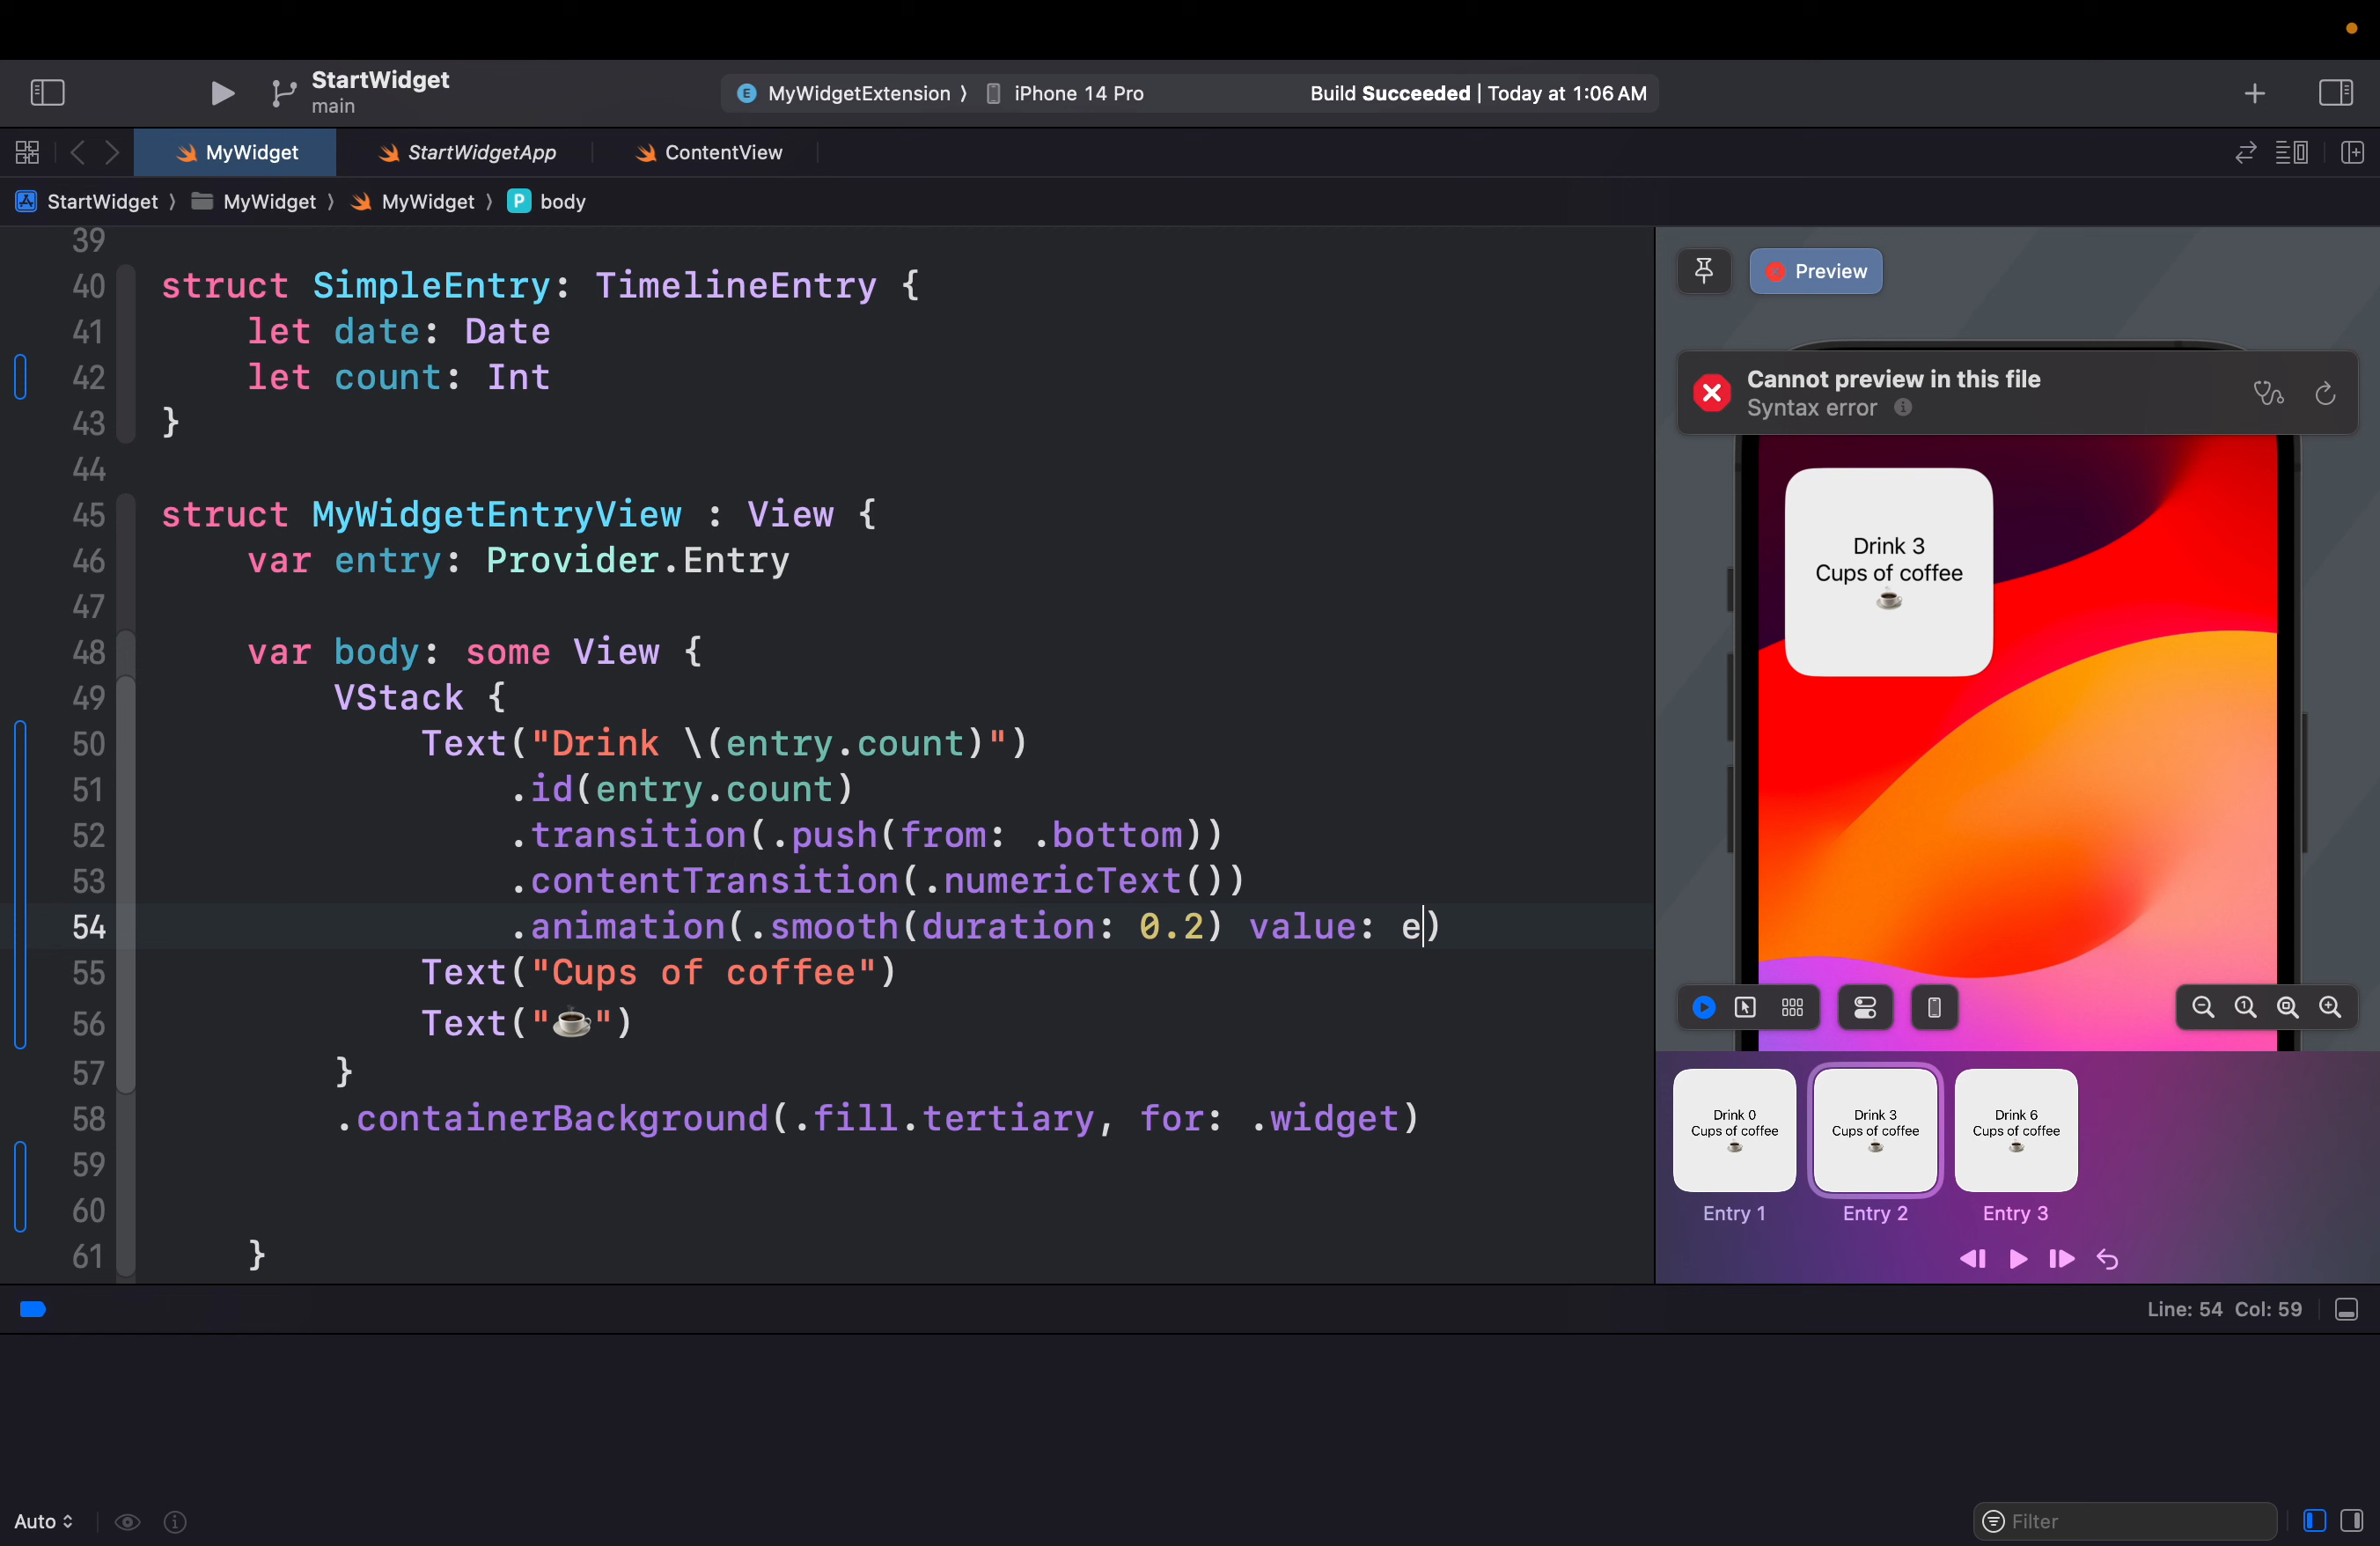 StartWidget
main
MyWidgetExtension ⟩ iPhone 14 Pro
Build Succeeded | Today at 1:06 AM
MyWidget
StartWidgetApp
ContentView
StartWidget ⟩ MyWidget ⟩ MyWidget ⟩ P body
39
40 struct SimpleEntry: TimelineEntry {
41     let date: Date
42     let count: Int
43 }
44
45 struct MyWidgetEntryView : View {
46     var entry: Provider.Entry
47
48     var body: some View {
49         VStack {
50             Text("Drink \(entry.count)")
51                 .id(entry.count)
52                 .transition(.push(from: .bottom))
53                 .contentTransition(.numericText())
54                 .animation(.smooth(duration: 0.2) value: e)
55             Text("Cups of coffee")
56             Text("☕️")
57         }
58         .containerBackground(.fill.tertiary, for: .widget)
59
60
61     }
Preview
Cannot preview in this file
Syntax error
Drink 3
Cups of coffee
☕️
Drink 0
Cups of coffee
☕️
Entry 1
Drink 3
Cups of coffee
☕️
Entry 2
Drink 6
Cups of coffee
☕️
Entry 3
Line: 54 Col: 59
Auto
Filter